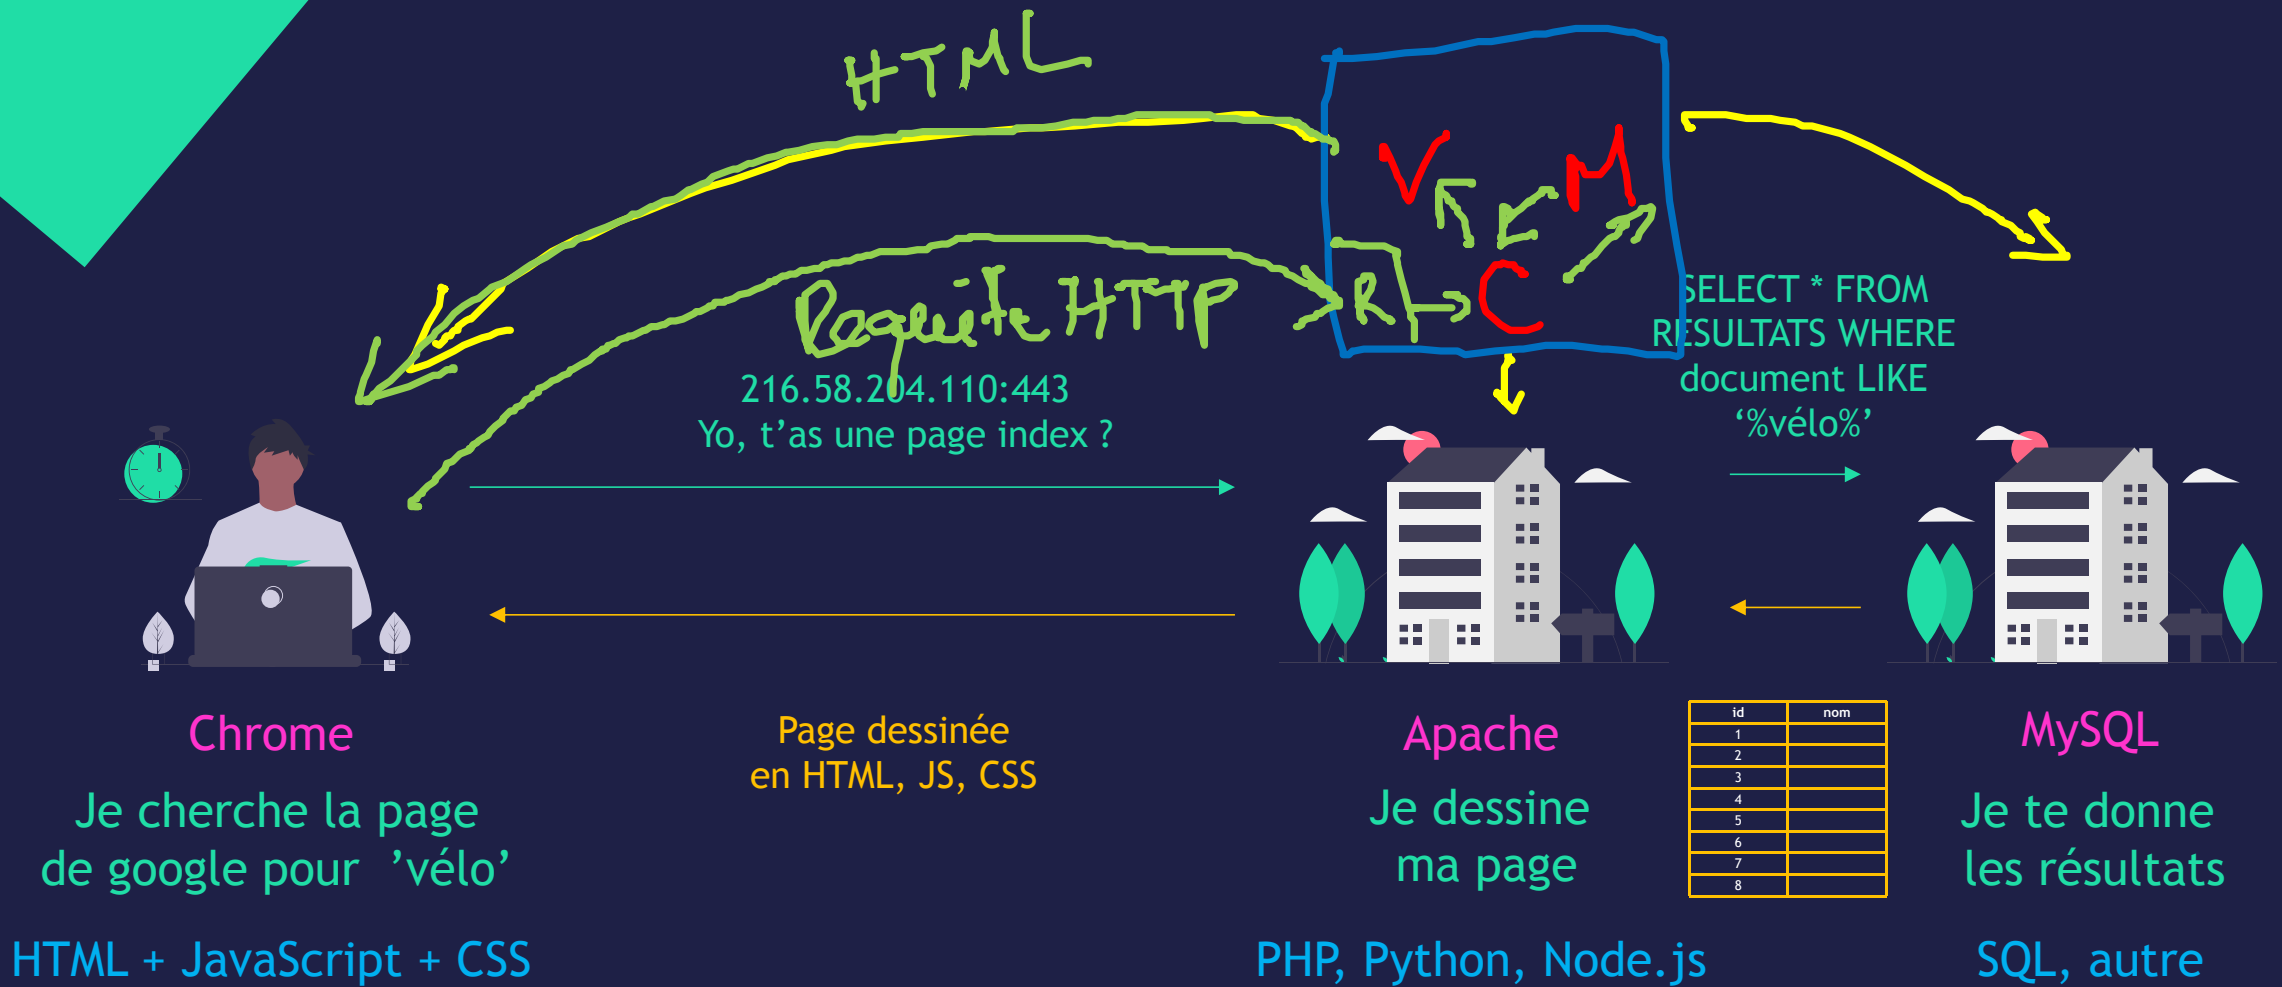 HTML
V M
R C
Requête HTTP
SELECT * FROM
RESULTATS WHERE
document LIKE
‘%vélo%’
216.58.204.110:443
Yo, t’as une page index ?
Chrome
Je cherche la page
de google pour ’vélo’
HTML + JavaScript + CSS
Page dessinée
en HTML, JS, CSS
Apache
Je dessine
ma page
PHP, Python, Node.js
id nom
1
2
3
4
5
6
7
8
MySQL
Je te donne
les résultats
SQL, autre